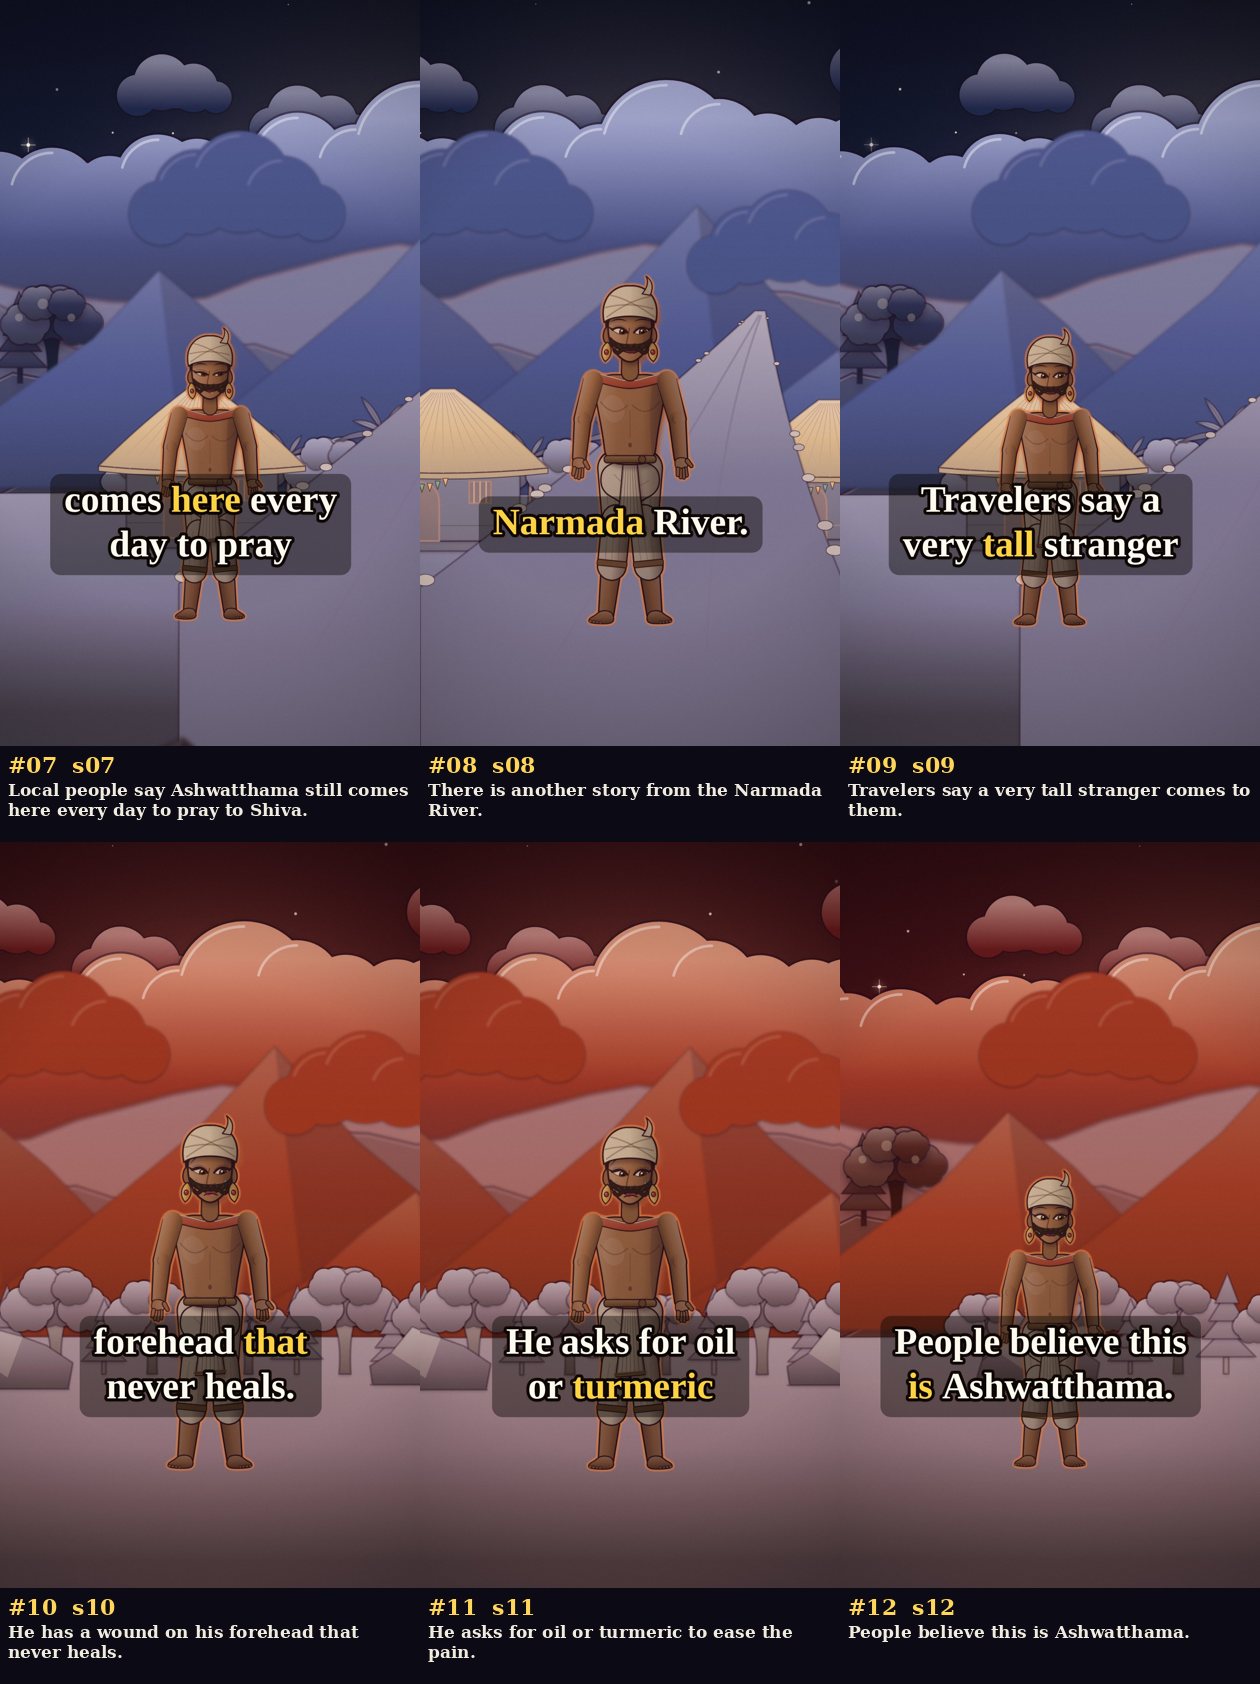 comes here every
day to pray
#07 s07
Local people say Ashwatthama still comes
here every day to pray to Shiva.
Narmada River.
#08 s08
There is another story from the Narmada
River.
Travelers say a
very tall stranger
#09 s09
Travelers say a very tall stranger comes to
them.
forehead that
never heals.
#10 s10
He has a wound on his forehead that
never heals.
He asks for oil
or turmeric
#11 s11
He asks for oil or turmeric to ease the
pain.
People believe this
is Ashwatthama.
#12 s12
People believe this is Ashwatthama.